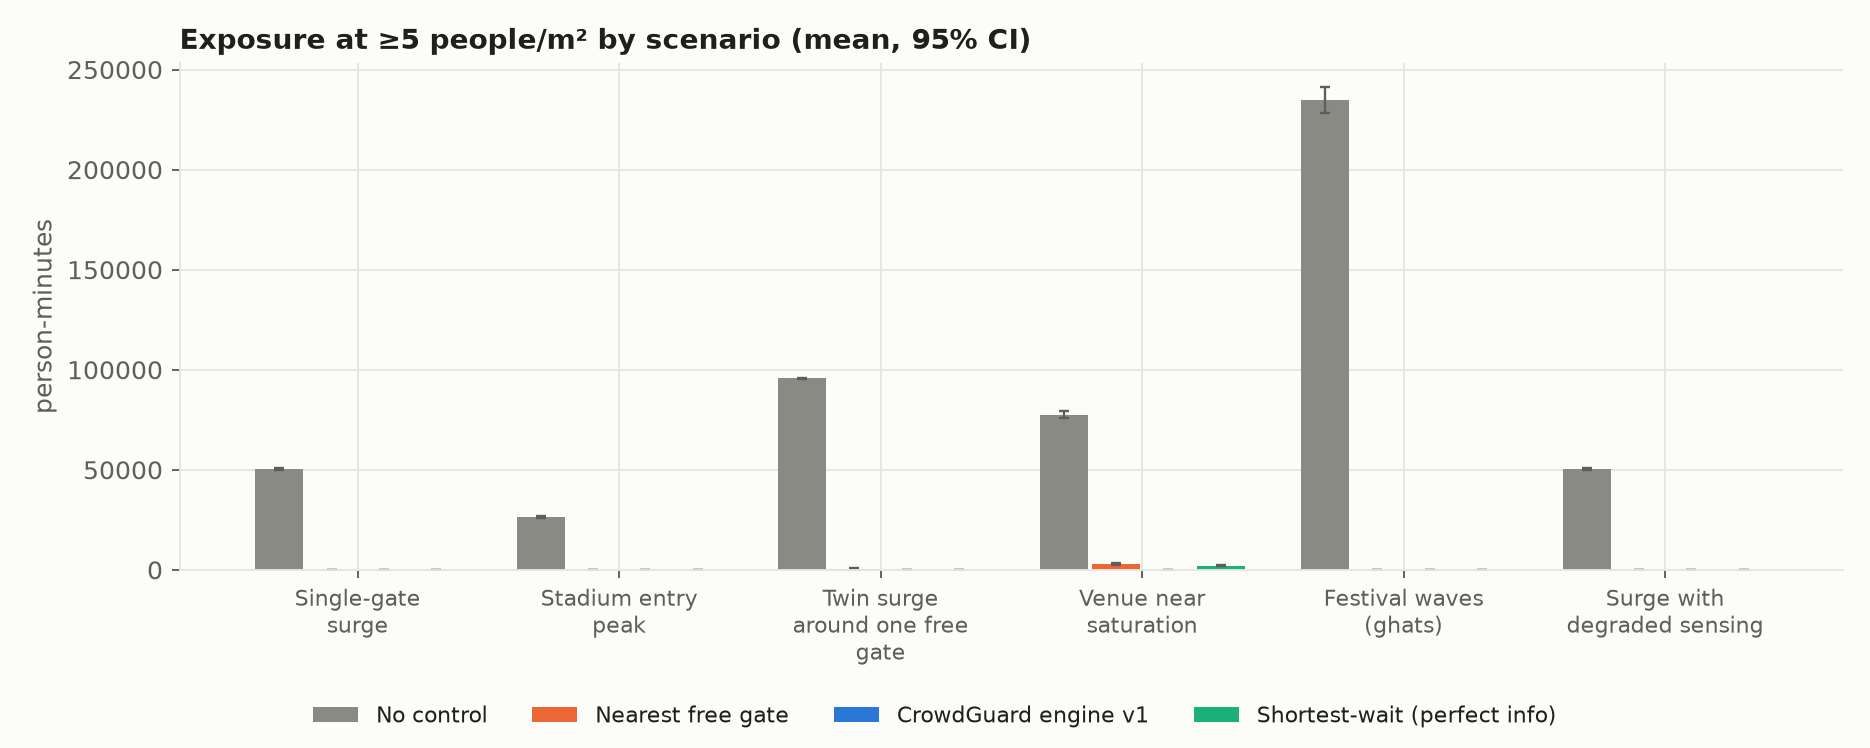 Exposure at ≥5 people/m² by scenario (mean, 95% CI)
person-minutes
250000
200000
150000
100000
50000
0
Single-gate
surge
Stadium entry
peak
Twin surge
around one free
gate
Venue near
saturation
Festival waves
(ghats)
Surge with
degraded sensing
No control
Nearest free gate
CrowdGuard engine v1
Shortest-wait (perfect info)